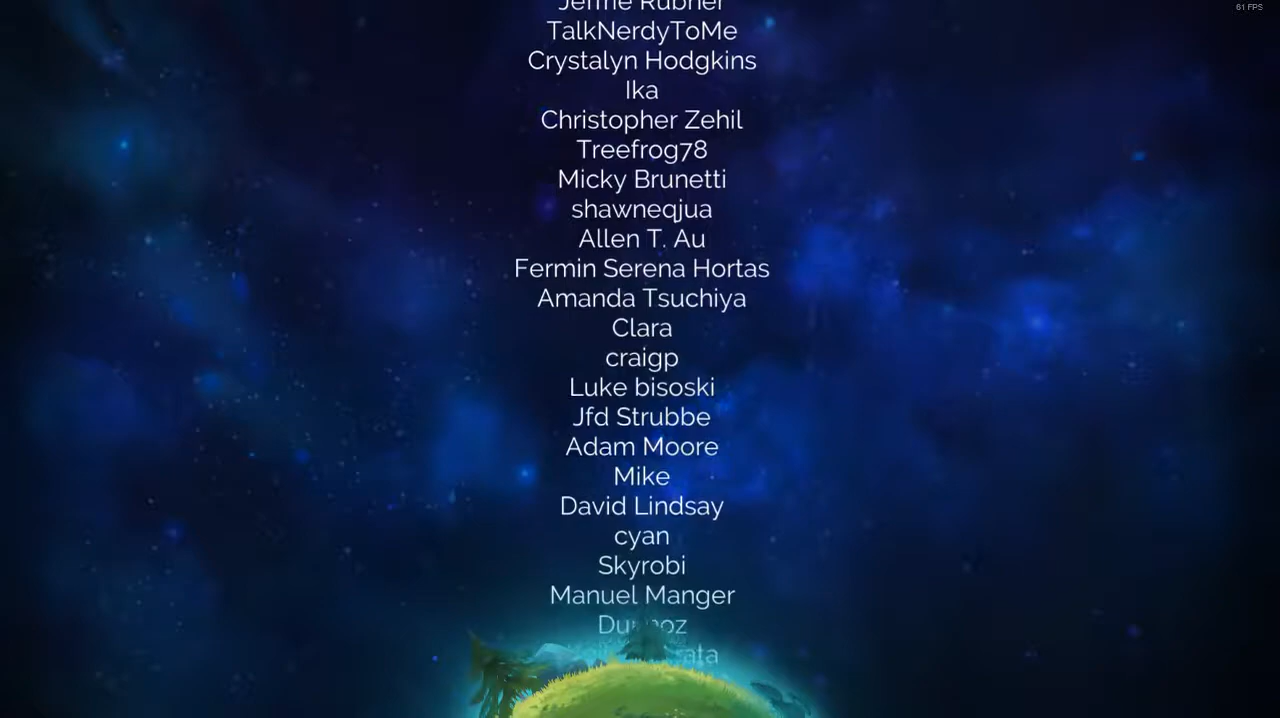 61 FPS
TalkNerdyToMe
Crystalyn Hodgkins
Ika
Christopher Zehil
Treefrog78
Micky Brunetti
shawneqjua
Allen T. Au
Fermin Serena Hortas
Amanda Tsuchiya
Clara
craigp
Luke bisoski
Jfd Strubbe
Adam Moore
Mike
David Lindsay
cyan
Skyrobi
Manuel Manger